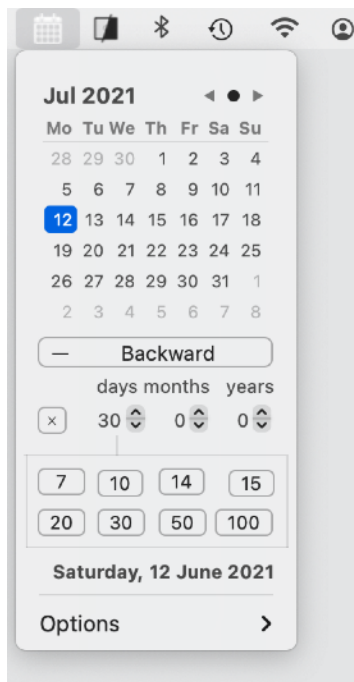 Jul 2021
Mo Tu We Th Fr Sa Su
28 29 30 1 2 3 4
5 6 7 8 9 10 11
12 13 14 15 16 17 18
19 20 21 22 23 24 25
26 27 28 29 30 31 1
2 3 4 5 6 7 8
— Backward
days months years
× 30 0 0
7 10 14 15
20 30 50 100
Saturday, 12 June 2021
Options